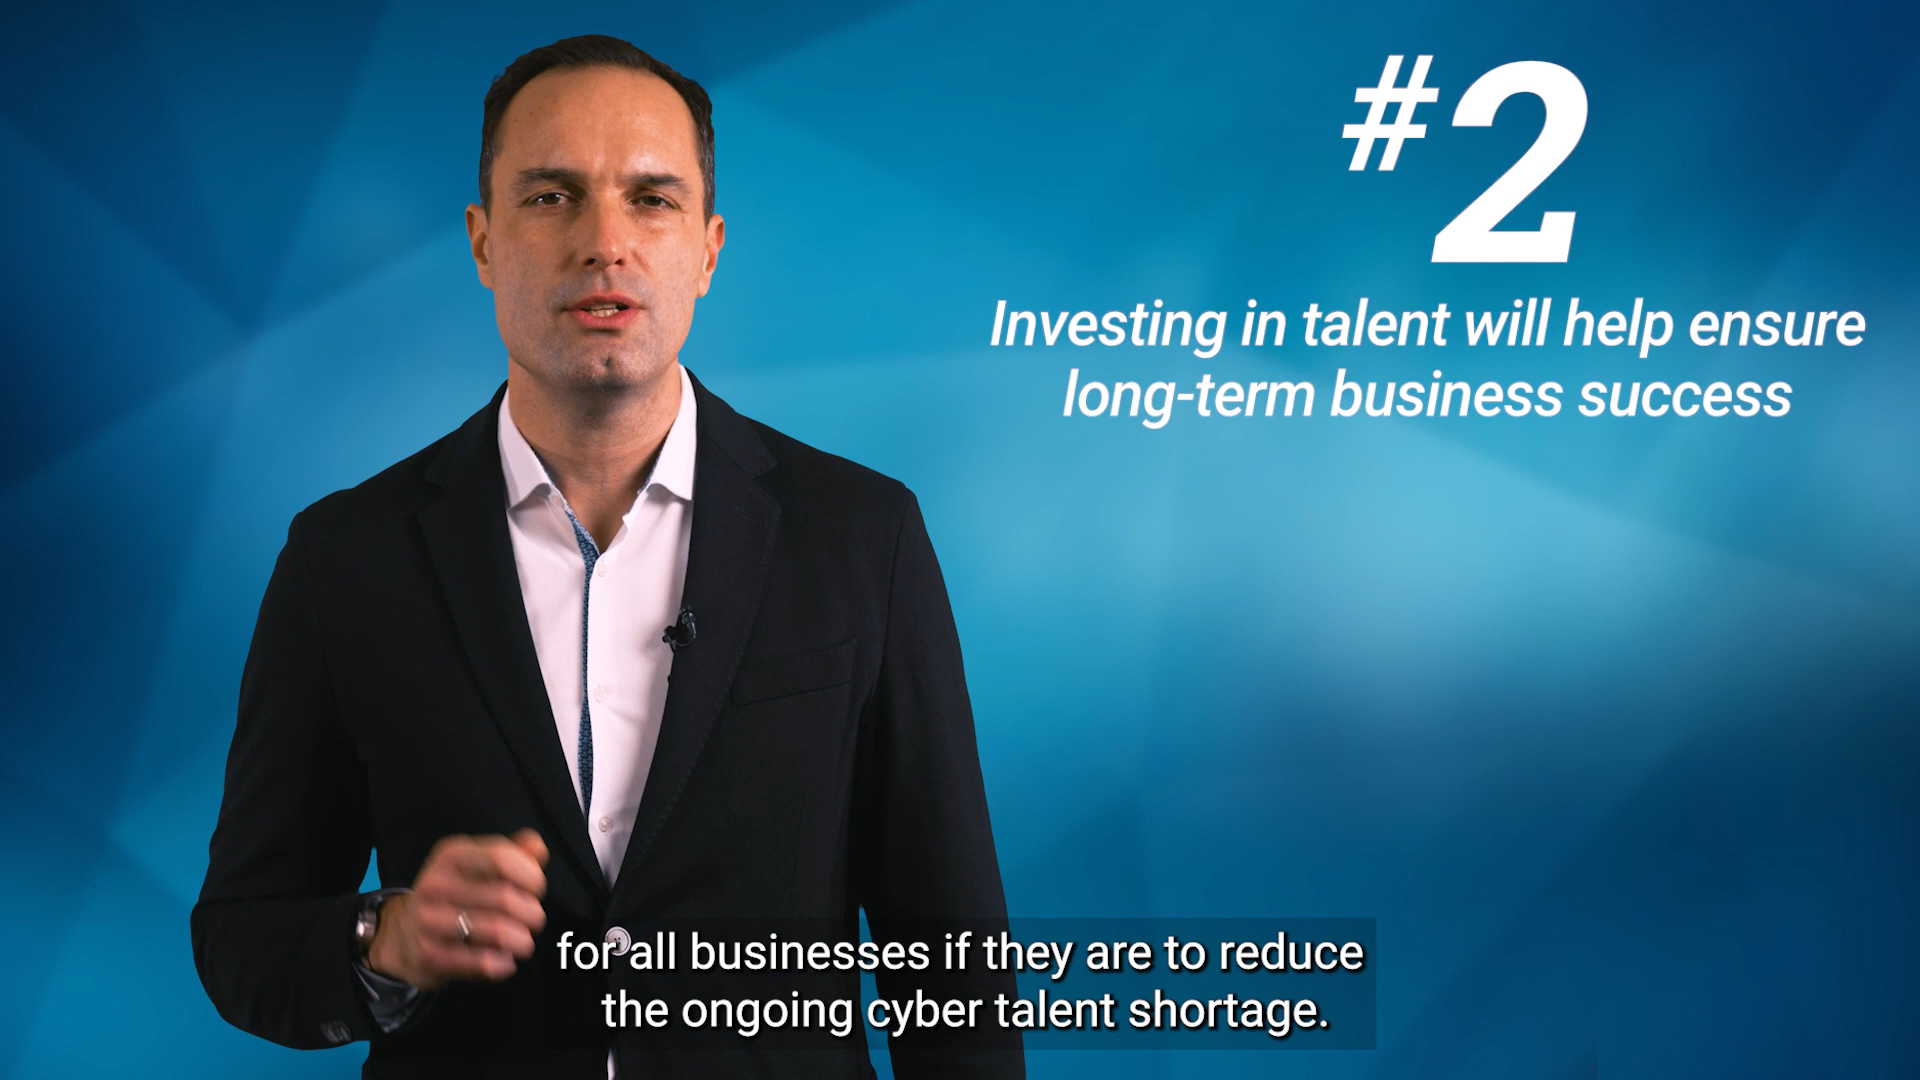 #2
Investing in talent will help ensure
long-term business success
for all businesses if they are to reduce
the ongoing cyber talent shortage.